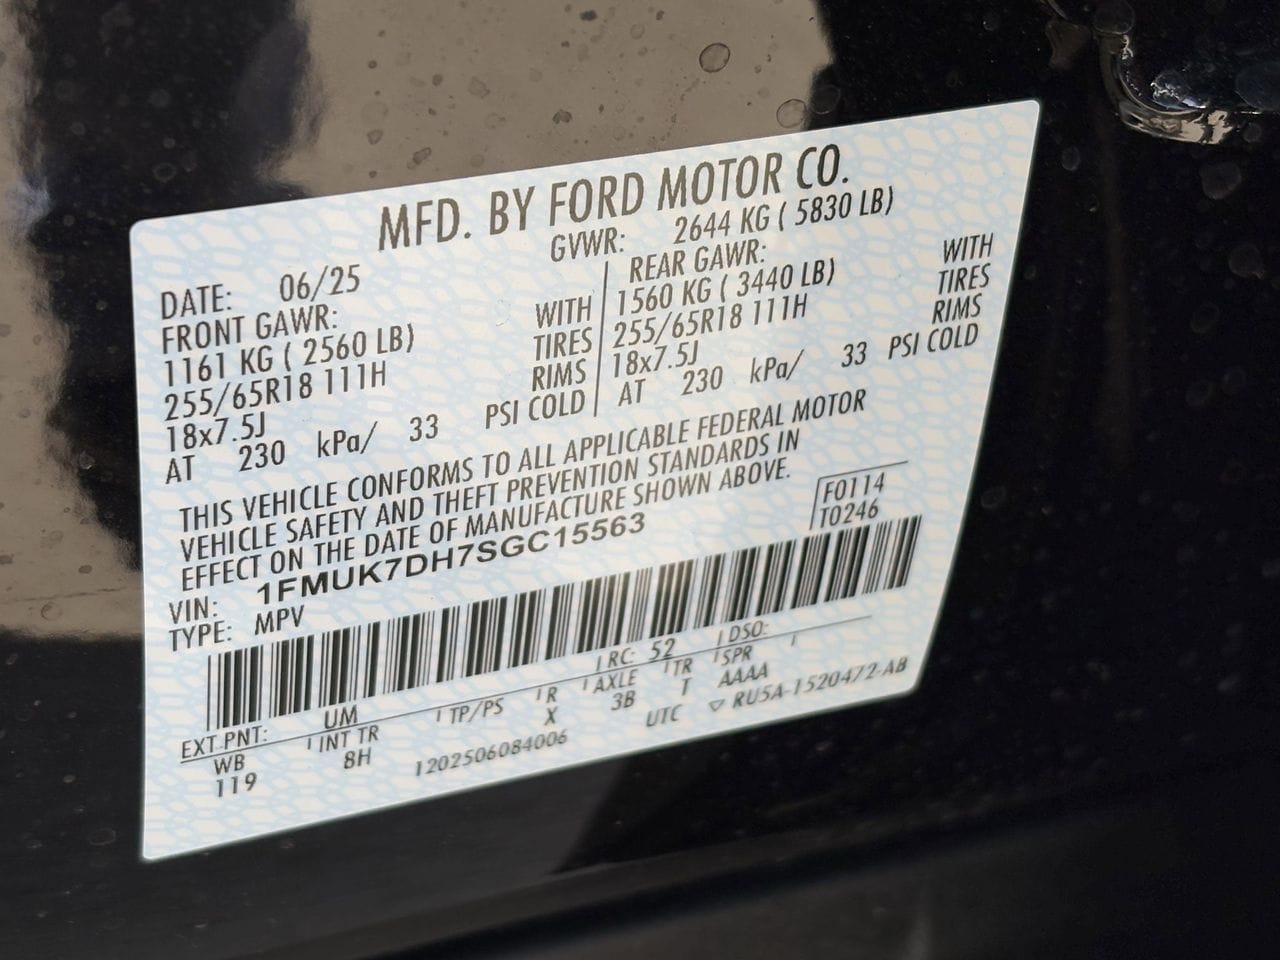 MFD. BY FORD MOTOR CO.
DATE: 06/25
GVWR: 2644 KG ( 5830 LB)
FRONT GAWR:
1161 KG ( 2560 LB) WITH
255/65R18 111H TIRES
18x7.5J RIMS
AT 230 kPa/ 33 PSI COLD
REAR GAWR:
1560 KG ( 3440 LB) WITH
255/65R18 111H TIRES
18x7.5J RIMS
AT 230 kPa/ 33 PSI COLD
THIS VEHICLE CONFORMS TO ALL APPLICABLE FEDERAL MOTOR
VEHICLE SAFETY AND THEFT PREVENTION STANDARDS IN
EFFECT ON THE DATE OF MANUFACTURE SHOWN ABOVE.
F0114
T0246
VIN: 1FMUK7DH7SGC15563
TYPE: MPV
EXT PNT: UM RC: 52 DSO:
WB INT TR TP/PS R AXLE TR SPR
119 8H X 3B T AAAA
1202506084006 UTC ▽ RU5A-1520472-AB